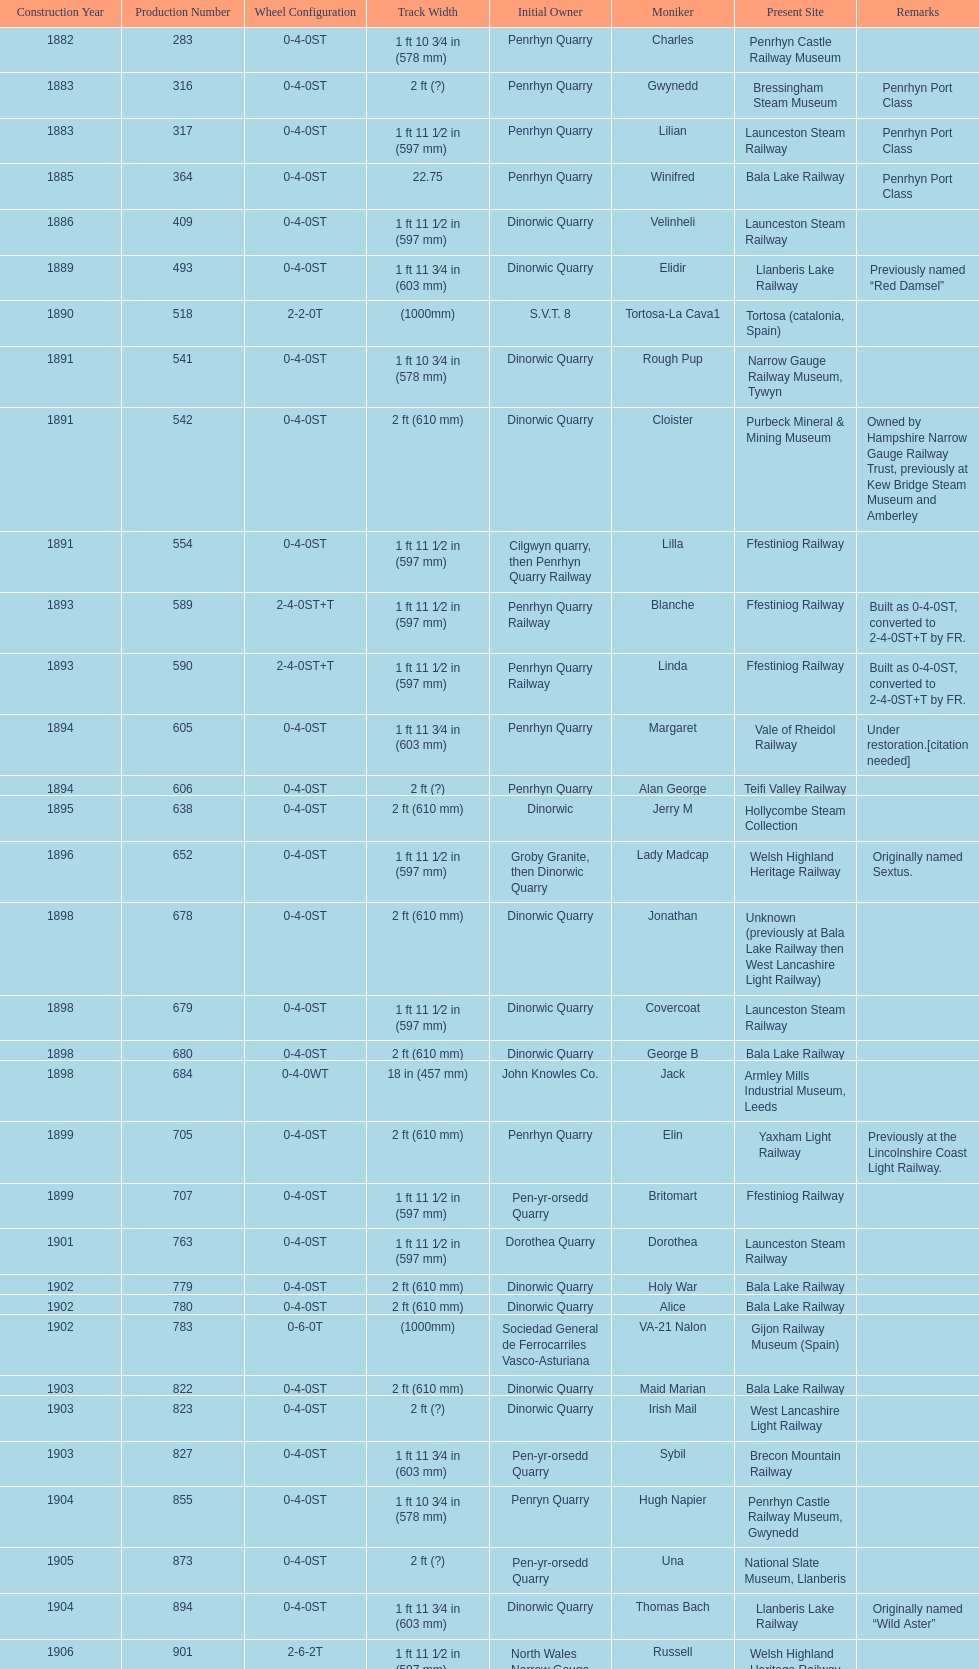 Construction Year	Production Number	Wheel Configuration	Track Width	Initial Owner	Moniker	Present Site	Remarks
1882	283	0-4-0ST	1 ft 10 3⁄4 in (578 mm)	Penrhyn Quarry	Charles	Penrhyn Castle Railway Museum
1883	316	0-4-0ST	2 ft (?)	Penrhyn Quarry	Gwynedd	Bressingham Steam Museum	Penrhyn Port Class
1883	317	0-4-0ST	1 ft 11 1⁄2 in (597 mm)	Penrhyn Quarry	Lilian	Launceston Steam Railway	Penrhyn Port Class
1885	364	0-4-0ST	22.75	Penrhyn Quarry	Winifred	Bala Lake Railway	Penrhyn Port Class
1886	409	0-4-0ST	1 ft 11 1⁄2 in (597 mm)	Dinorwic Quarry	Velinheli	Launceston Steam Railway
1889	493	0-4-0ST	1 ft 11 3⁄4 in (603 mm)	Dinorwic Quarry	Elidir	Llanberis Lake Railway	Previously named “Red Damsel”
1890	518	2-2-0T	(1000mm)	S.V.T. 8	Tortosa-La Cava1	Tortosa (catalonia, Spain)
1891	541	0-4-0ST	1 ft 10 3⁄4 in (578 mm)	Dinorwic Quarry	Rough Pup	Narrow Gauge Railway Museum, Tywyn
1891	542	0-4-0ST	2 ft (610 mm)	Dinorwic Quarry	Cloister	Purbeck Mineral & Mining Museum	Owned by Hampshire Narrow Gauge Railway Trust, previously at Kew Bridge Steam Museum and Amberley
1891	554	0-4-0ST	1 ft 11 1⁄2 in (597 mm)	Cilgwyn quarry, then Penrhyn Quarry Railway	Lilla	Ffestiniog Railway
1893	589	2-4-0ST+T	1 ft 11 1⁄2 in (597 mm)	Penrhyn Quarry Railway	Blanche	Ffestiniog Railway	Built as 0-4-0ST, converted to 2-4-0ST+T by FR.
1893	590	2-4-0ST+T	1 ft 11 1⁄2 in (597 mm)	Penrhyn Quarry Railway	Linda	Ffestiniog Railway	Built as 0-4-0ST, converted to 2-4-0ST+T by FR.
1894	605	0-4-0ST	1 ft 11 3⁄4 in (603 mm)	Penrhyn Quarry	Margaret	Vale of Rheidol Railway	Under restoration.[citation needed]
1894	606	0-4-0ST	2 ft (?)	Penrhyn Quarry	Alan George	Teifi Valley Railway
1895	638	0-4-0ST	2 ft (610 mm)	Dinorwic	Jerry M	Hollycombe Steam Collection
1896	652	0-4-0ST	1 ft 11 1⁄2 in (597 mm)	Groby Granite, then Dinorwic Quarry	Lady Madcap	Welsh Highland Heritage Railway	Originally named Sextus.
1898	678	0-4-0ST	2 ft (610 mm)	Dinorwic Quarry	Jonathan	Unknown (previously at Bala Lake Railway then West Lancashire Light Railway)
1898	679	0-4-0ST	1 ft 11 1⁄2 in (597 mm)	Dinorwic Quarry	Covercoat	Launceston Steam Railway
1898	680	0-4-0ST	2 ft (610 mm)	Dinorwic Quarry	George B	Bala Lake Railway
1898	684	0-4-0WT	18 in (457 mm)	John Knowles Co.	Jack	Armley Mills Industrial Museum, Leeds
1899	705	0-4-0ST	2 ft (610 mm)	Penrhyn Quarry	Elin	Yaxham Light Railway	Previously at the Lincolnshire Coast Light Railway.
1899	707	0-4-0ST	1 ft 11 1⁄2 in (597 mm)	Pen-yr-orsedd Quarry	Britomart	Ffestiniog Railway
1901	763	0-4-0ST	1 ft 11 1⁄2 in (597 mm)	Dorothea Quarry	Dorothea	Launceston Steam Railway
1902	779	0-4-0ST	2 ft (610 mm)	Dinorwic Quarry	Holy War	Bala Lake Railway
1902	780	0-4-0ST	2 ft (610 mm)	Dinorwic Quarry	Alice	Bala Lake Railway
1902	783	0-6-0T	(1000mm)	Sociedad General de Ferrocarriles Vasco-Asturiana	VA-21 Nalon	Gijon Railway Museum (Spain)
1903	822	0-4-0ST	2 ft (610 mm)	Dinorwic Quarry	Maid Marian	Bala Lake Railway
1903	823	0-4-0ST	2 ft (?)	Dinorwic Quarry	Irish Mail	West Lancashire Light Railway
1903	827	0-4-0ST	1 ft 11 3⁄4 in (603 mm)	Pen-yr-orsedd Quarry	Sybil	Brecon Mountain Railway
1904	855	0-4-0ST	1 ft 10 3⁄4 in (578 mm)	Penryn Quarry	Hugh Napier	Penrhyn Castle Railway Museum, Gwynedd
1905	873	0-4-0ST	2 ft (?)	Pen-yr-orsedd Quarry	Una	National Slate Museum, Llanberis
1904	894	0-4-0ST	1 ft 11 3⁄4 in (603 mm)	Dinorwic Quarry	Thomas Bach	Llanberis Lake Railway	Originally named “Wild Aster”
1906	901	2-6-2T	1 ft 11 1⁄2 in (597 mm)	North Wales Narrow Gauge	Russell	Welsh Highland Heritage Railway